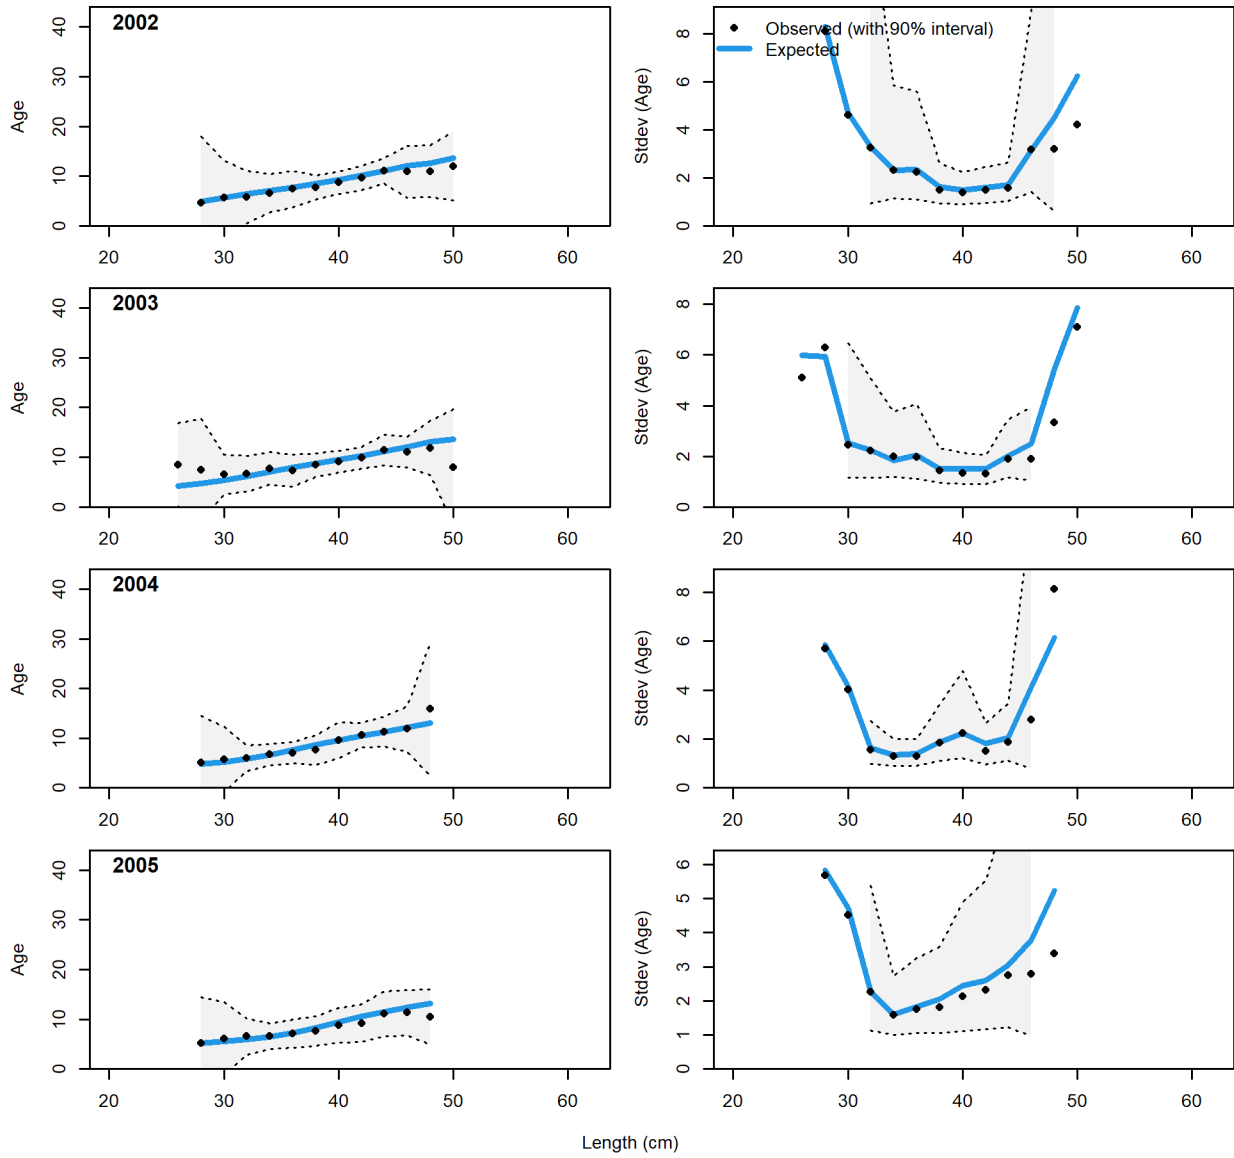 2002
Age
0 10 20 30 40
20 30 40 50 60
Observed (with 90% interval)
Expected
Stdev (Age)
0 2 4 6 8
20 30 40 50 60
2003
Age
0 10 20 30 40
20 30 40 50 60
Stdev (Age)
0 2 4 6 8
20 30 40 50 60
2004
Age
0 10 20 30 40
20 30 40 50 60
Stdev (Age)
0 2 4 6 8
20 30 40 50 60
2005
Age
0 10 20 30 40
20 30 40 50 60
Stdev (Age)
0 1 2 3 4 5 6
20 30 40 50 60
Length (cm)